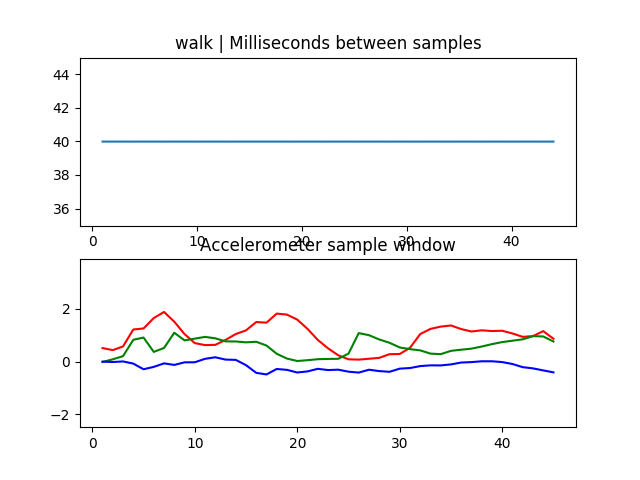 walk | Milliseconds between samples
44
42
40
38
36
0 10 20 30 40
Accelerometer sample window
2
0
−2
0 10 20 30 40